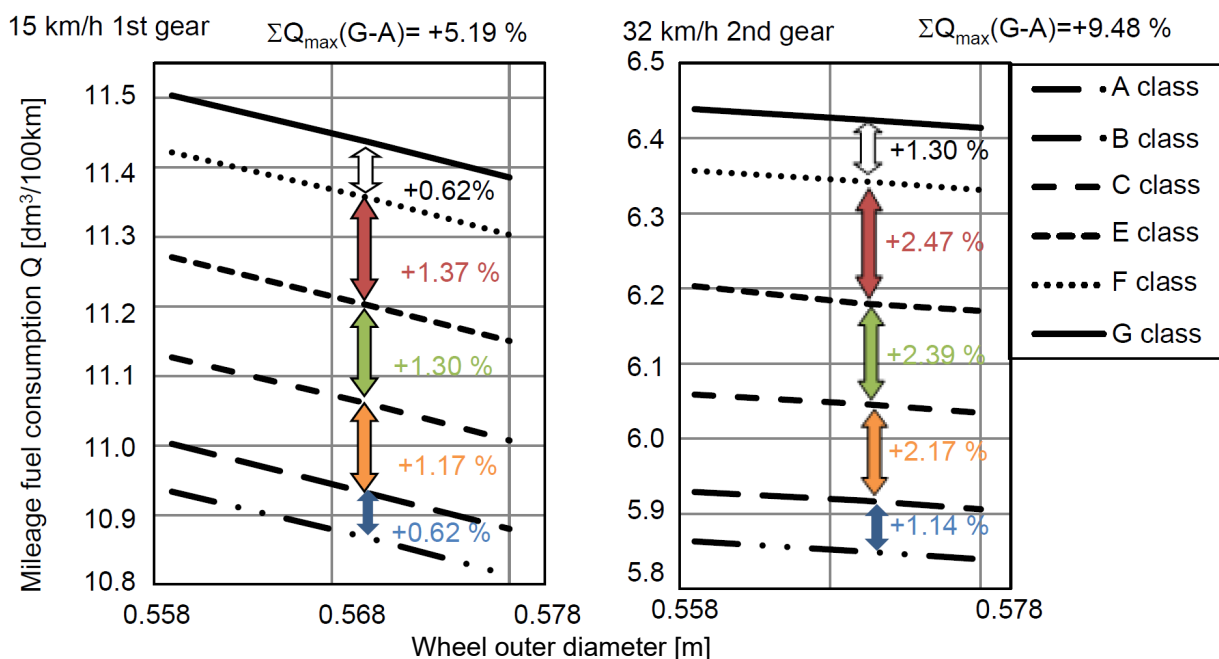 15 km/h 1st gear
ΣQmax(G-A)= +5.19 %
32 km/h 2nd gear
ΣQmax(G-A)=+9.48 %
Mileage fuel consumption Q [dm³/100km]
11.5
11.4
11.3
11.2
11.1
11.0
10.9
10.8
+0.62%
+1.37 %
+1.30 %
+1.17 %
+0.62 %
0.558
0.568
0.578
6.5
6.4
6.3
6.2
6.1
6.0
5.9
5.8
+1.30 %
+2.47 %
+2.39 %
+2.17 %
+1.14 %
0.558
0.578
Wheel outer diameter [m]
A class
B class
C class
E class
F class
G class